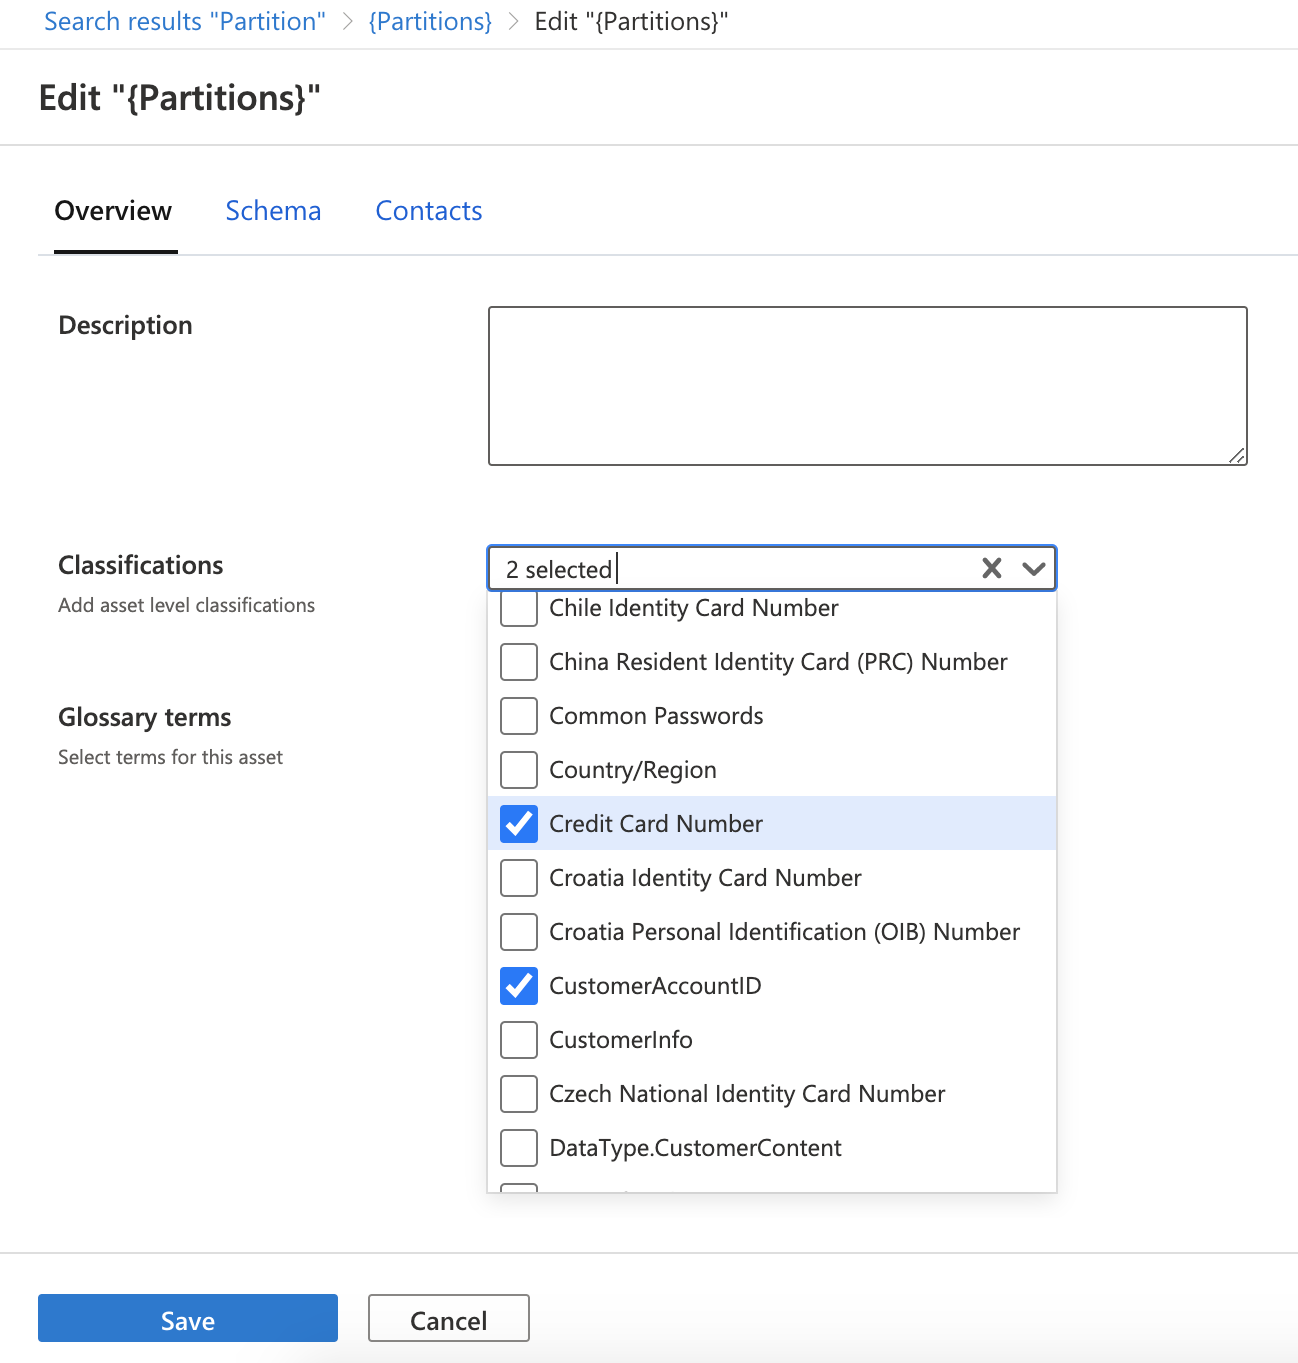 Search results "Partition" > {Partitions} > Edit "{Partitions}"
Edit "{Partitions}"
Overview Schema Contacts
Description
Classifications
Add asset level classifications
2 selected
Chile Identity Card Number
China Resident Identity Card (PRC) Number
Common Passwords
Country/Region
Credit Card Number
Croatia Identity Card Number
Croatia Personal Identification (OIB) Number
CustomerAccountID
CustomerInfo
Czech National Identity Card Number
DataType.CustomerContent
Glossary terms
Select terms for this asset
Save Cancel